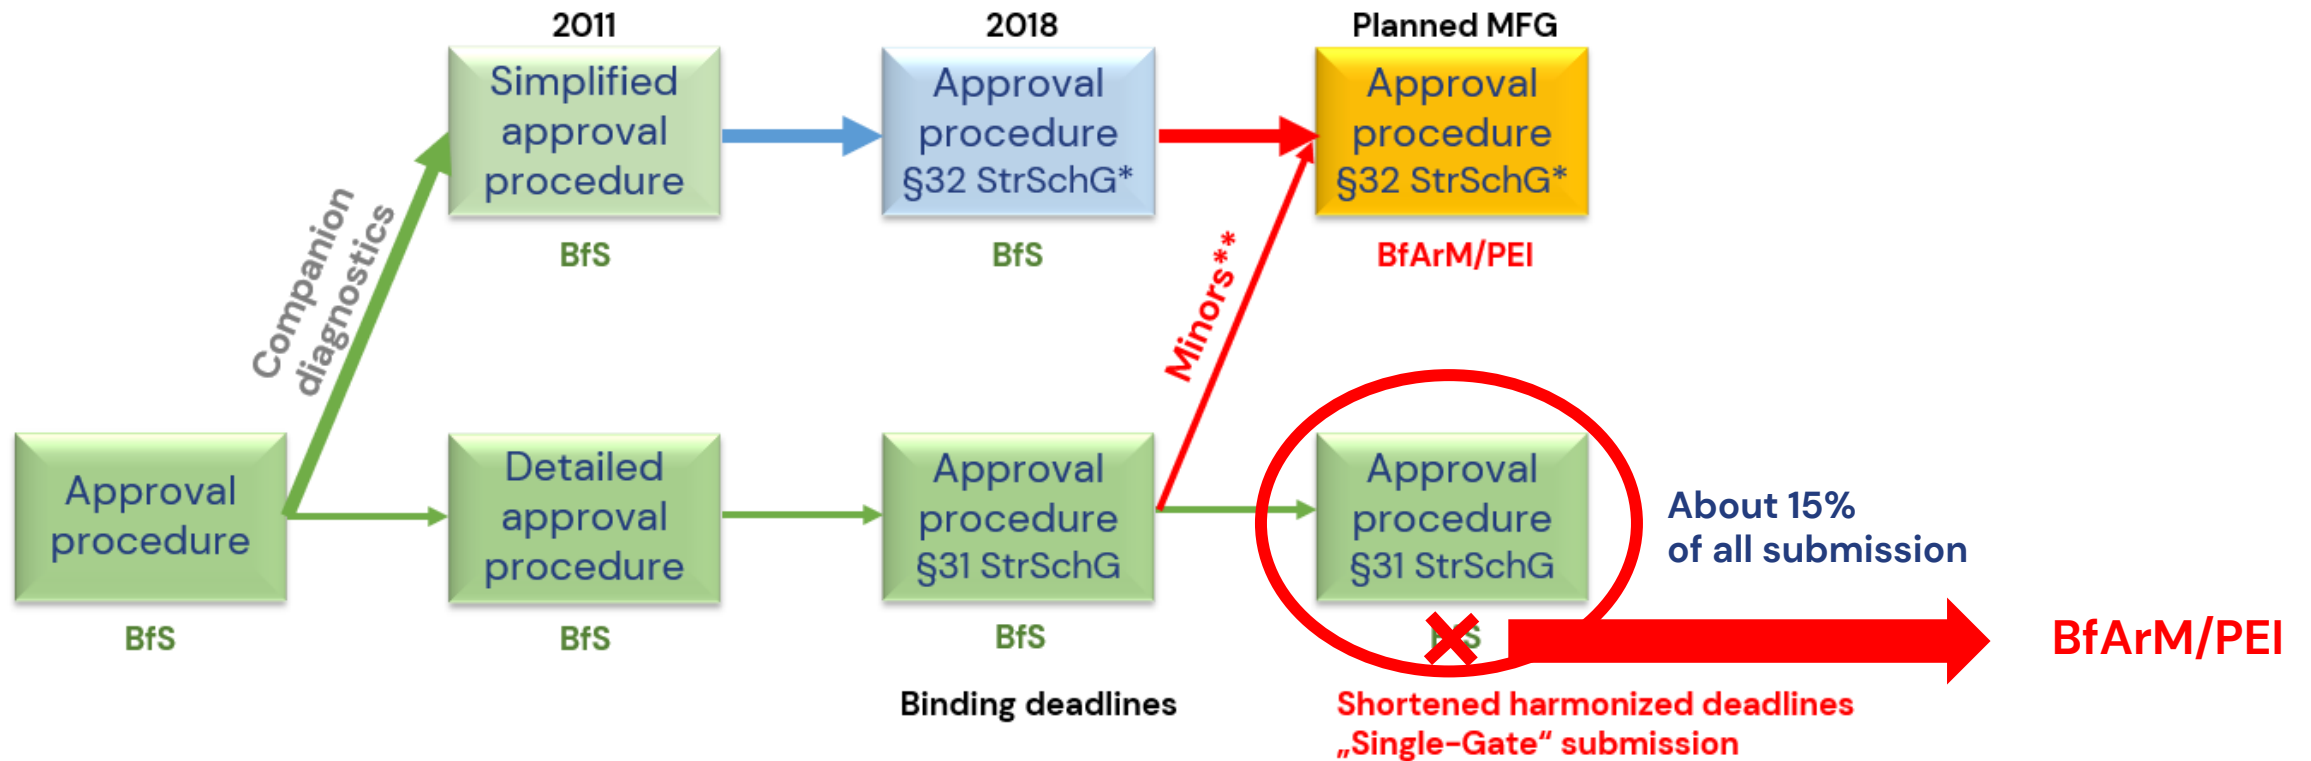 2011
2018
Planned MFG
Simplified
approval
procedure
Approval
procedure
§32 StrSchG*
Approval
procedure
§32 StrSchG*
BfS
BfS
BfArM/PEI
Companion
diagnostics
Minors**
Approval
procedure
Detailed
approval
procedure
Approval
procedure
§31 StrSchG
Approval
procedure
§31 StrSchG
About 15%
of all submission
BfS
BfS
BfS
BfArM/PEI
Binding deadlines
Shortened harmonized deadlines
„Single-Gate“ submission